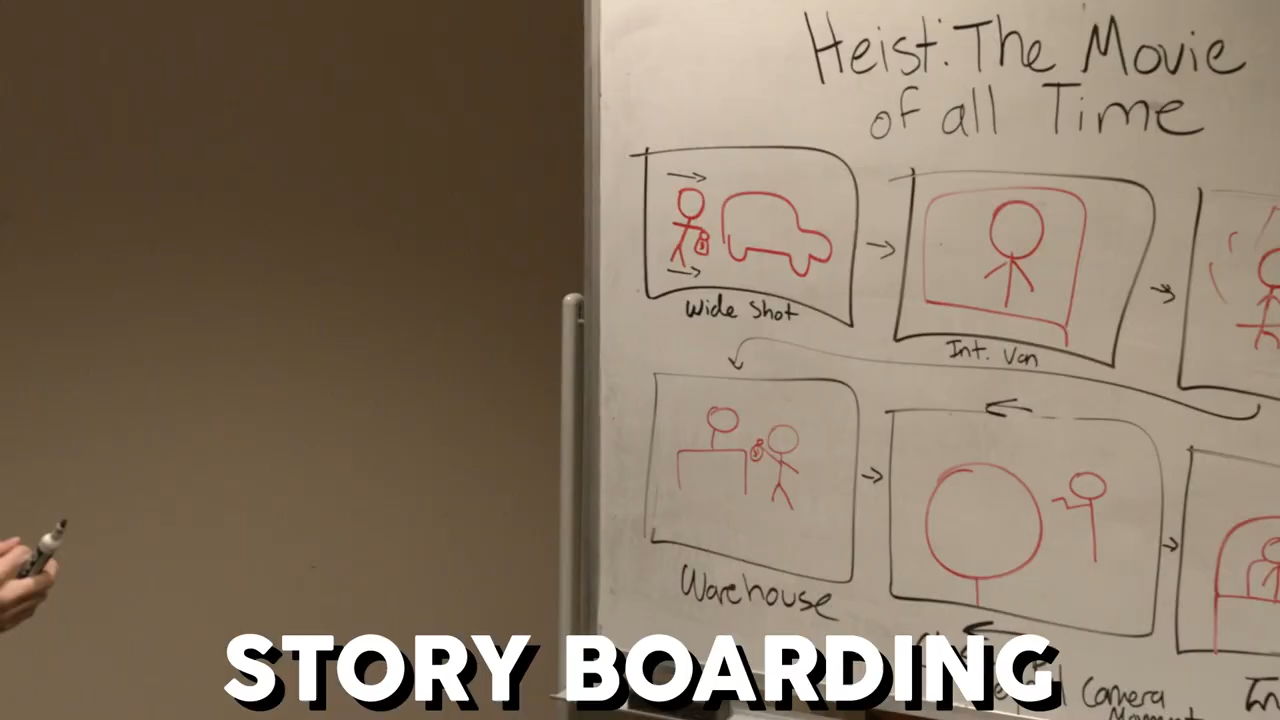 Heist: The Movie
of all Time
Wide Shot
Int. Van
Warehouse
STORY BOARDING
Camera